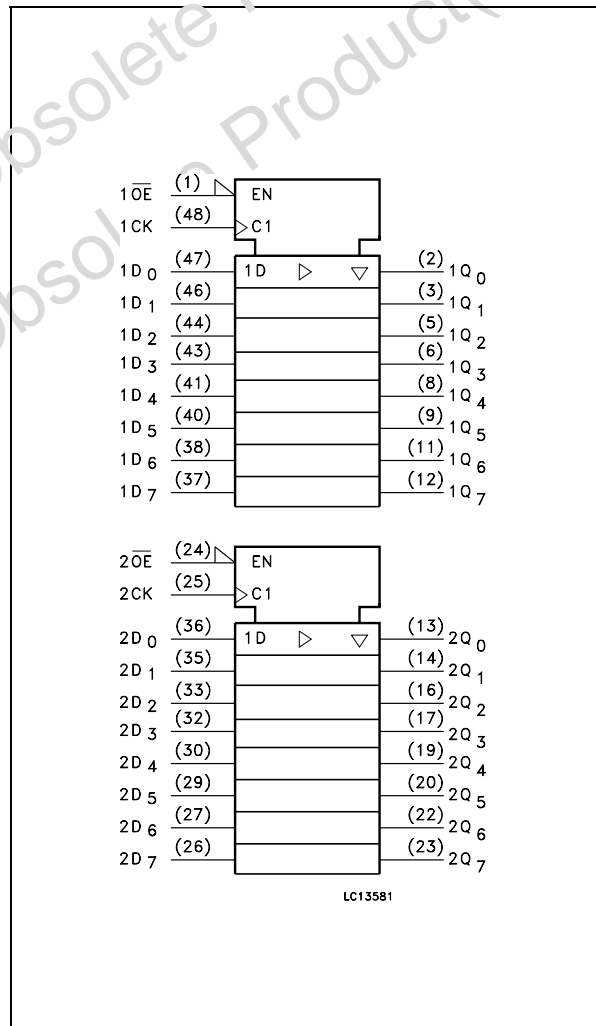 Obsolete Product(
Obsolete Product(
1OE (1) EN
1CK (48) C1
1D0 (47) 1D (2) 1Q0
1D1 (46) (3) 1Q1
1D2 (44) (5) 1Q2
1D3 (43) (6) 1Q3
1D4 (41) (8) 1Q4
1D5 (40) (9) 1Q5
1D6 (38) (11) 1Q6
1D7 (37) (12) 1Q7
2OE (24) EN
2CK (25) C1
2D0 (36) 1D (13) 2Q0
2D1 (35) (14) 2Q1
2D2 (33) (16) 2Q2
2D3 (32) (17) 2Q3
2D4 (30) (19) 2Q4
2D5 (29) (20) 2Q5
2D6 (27) (22) 2Q6
2D7 (26) (23) 2Q7
LC13581